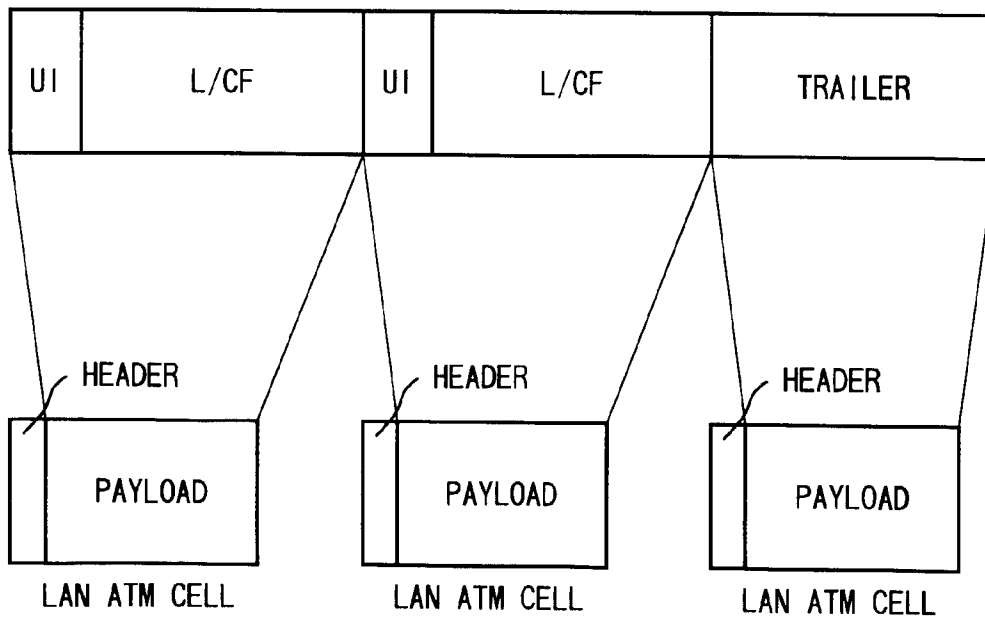 UI L/CF UI L/CF TRAILER
HEADER HEADER HEADER
PAYLOAD PAYLOAD PAYLOAD
LAN ATM CELL LAN ATM CELL LAN ATM CELL